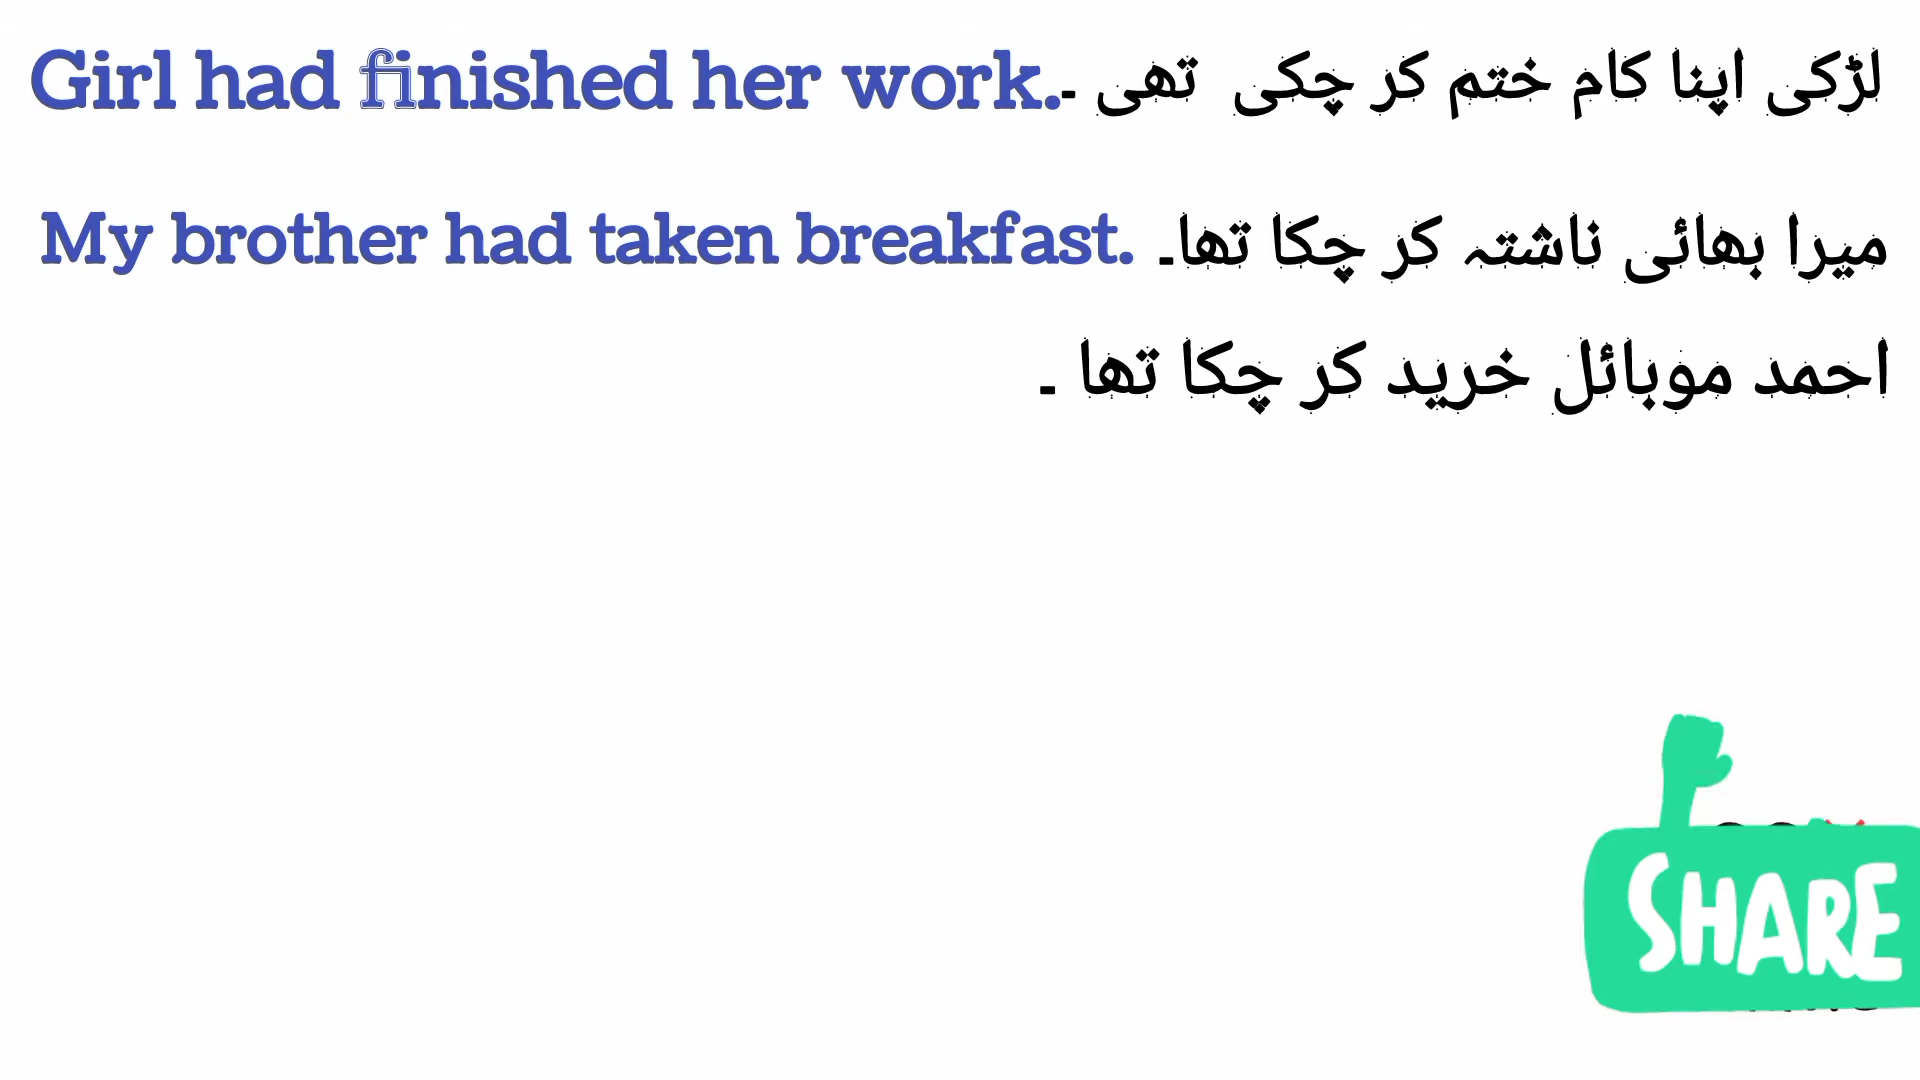 Girl had finished her work. لڑکی اپنا کام ختم کر چکی تھی ۔
My brother had taken breakfast. میرا بھائی ناشتہ کر چکا تھا۔
احمد موبائل خرید کر چکا تھا ۔
SHARE